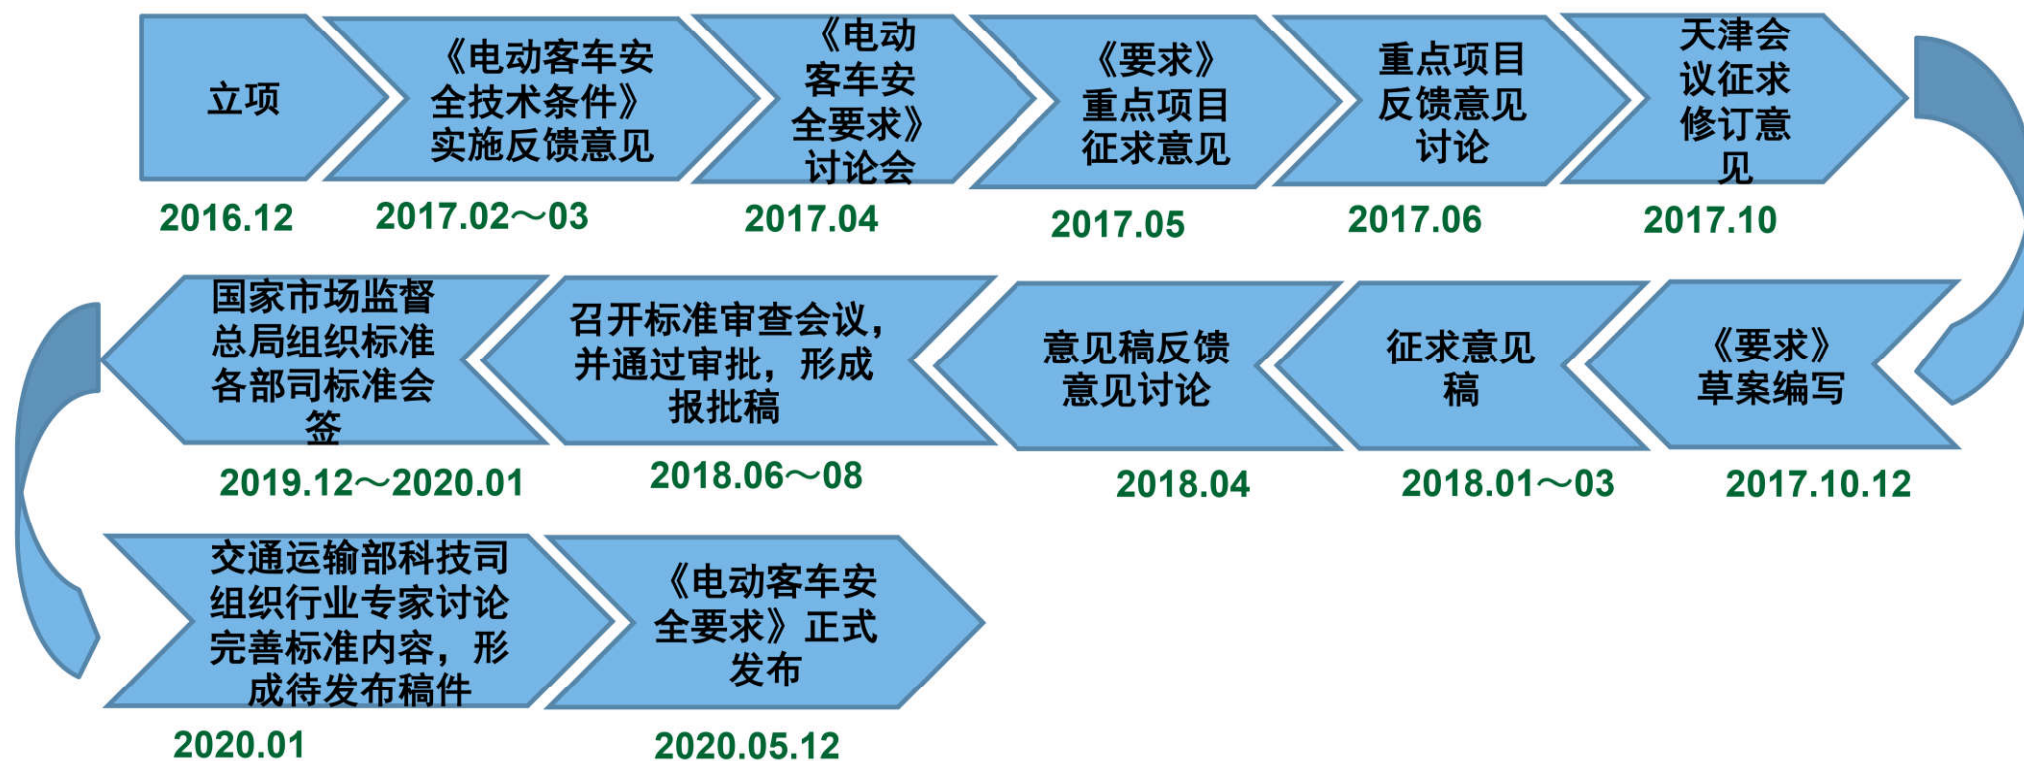 立项
2016.12
《电动客车安
全技术条件》
实施反馈意见
2017.02～03
《电动
客车安
全要求》
讨论会
2017.04
《要求》
重点项目
征求意见
2017.05
重点项目
反馈意见
讨论
2017.06
天津会
议征求
修订意
见
2017.10
《要求》
草案编写
2017.10.12
征求意见
稿
2018.01～03
意见稿反馈
意见讨论
2018.04
召开标准审查会议，
并通过审批，形成
报批稿
2018.06～08
国家市场监督
总局组织标准
各部司标准会
签
2019.12～2020.01
交通运输部科技司
组织行业专家讨论
完善标准内容，形
成待发布稿件
2020.01
《电动客车安
全要求》正式
发布
2020.05.12